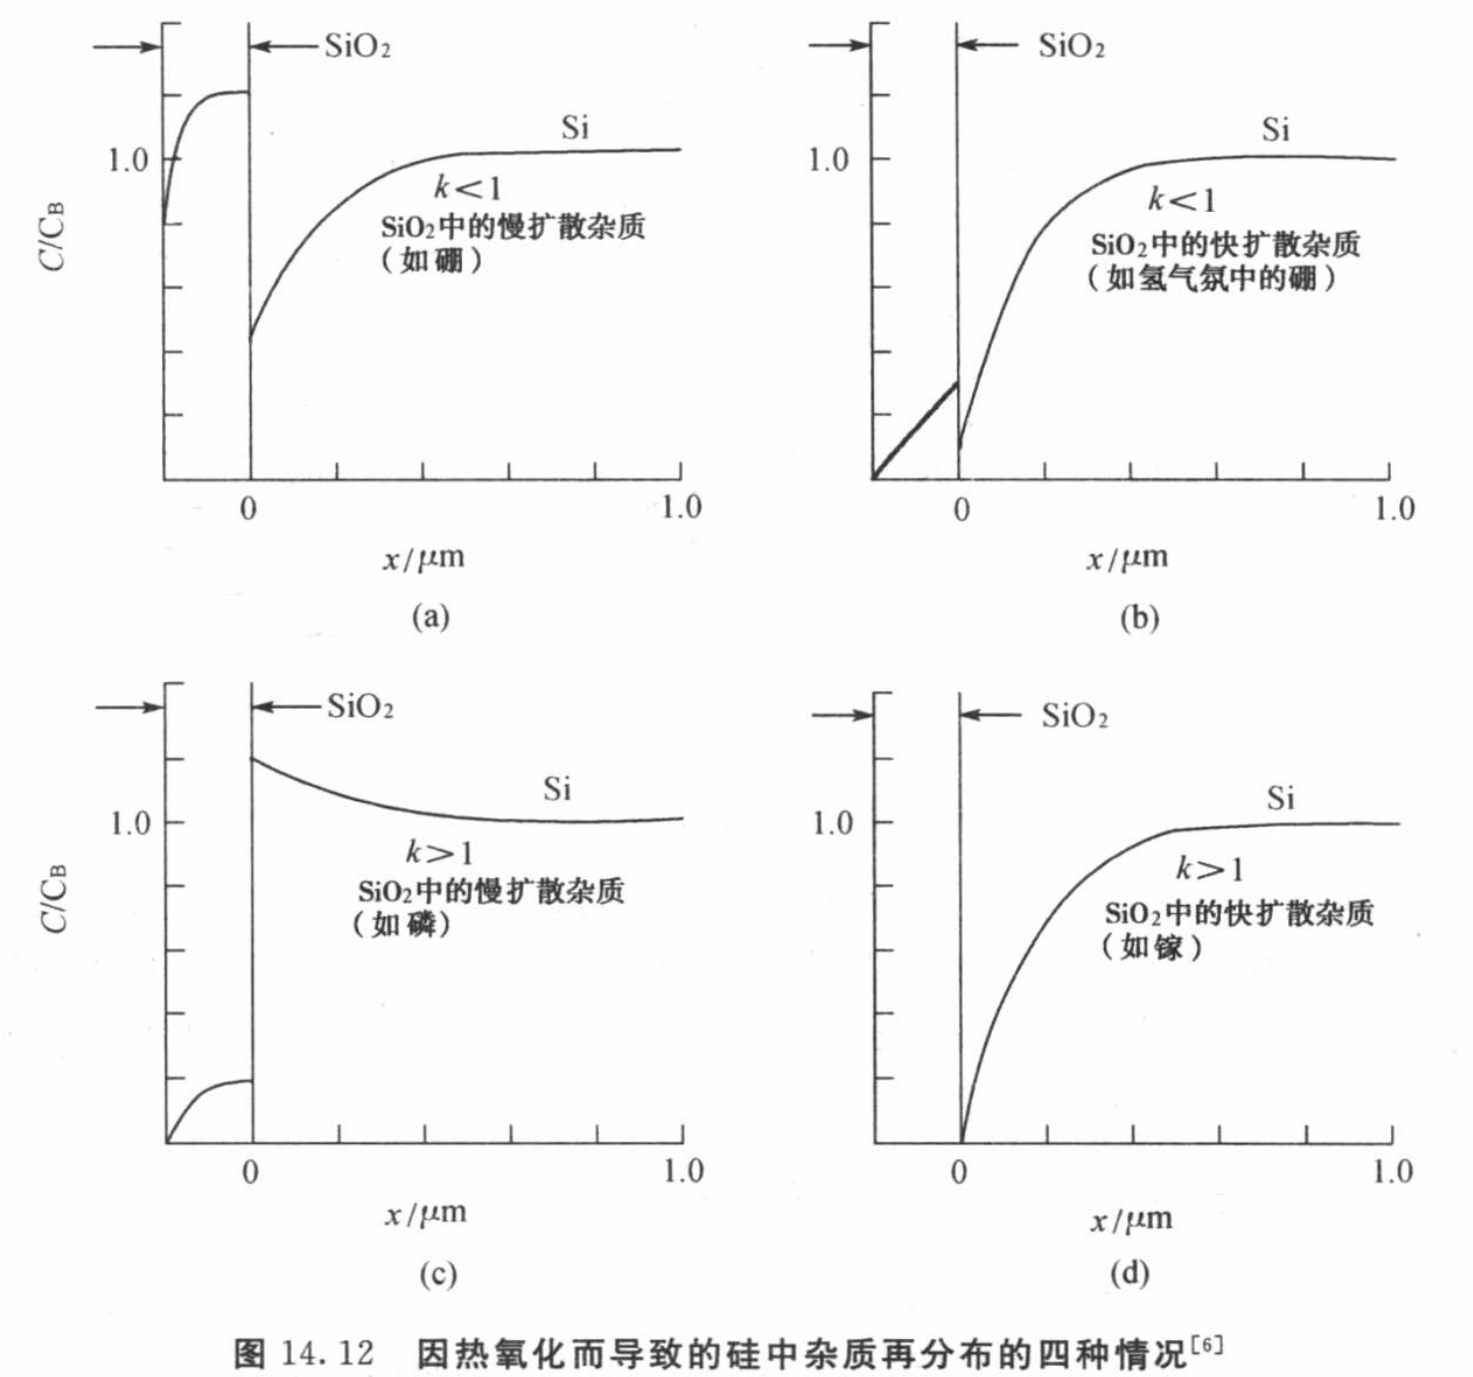 SiO₂
Si
1.0
k<1
SiO₂中的慢扩散杂质
（如硼）
C/C_B
0
1.0
x/μm
(a)
SiO₂
Si
1.0
k<1
SiO₂中的快扩散杂质
（如氢气氛中的硼）
0
1.0
x/μm
(b)
SiO₂
Si
1.0
k>1
SiO₂中的慢扩散杂质
（如磷）
C/C_B
0
1.0
x/μm
(c)
SiO₂
Si
1.0
k>1
SiO₂中的快扩散杂质
（如镓）
0
1.0
x/μm
(d)
图 14.12 因热氧化而导致的硅中杂质再分布的四种情况[6]